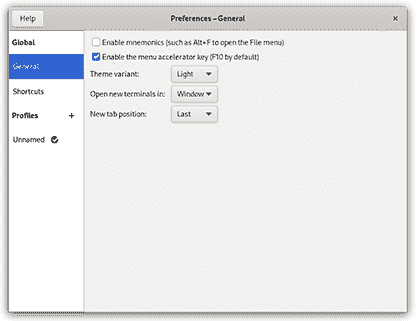 Help
Preferences – General
×
Global
General
Shortcuts
Profiles +
Unnamed
Enable mnemonics (such as Alt+F to open the File menu)
Enable the menu accelerator key (F10 by default)
Theme variant: Light
Open new terminals in: Window
New tab position: Last